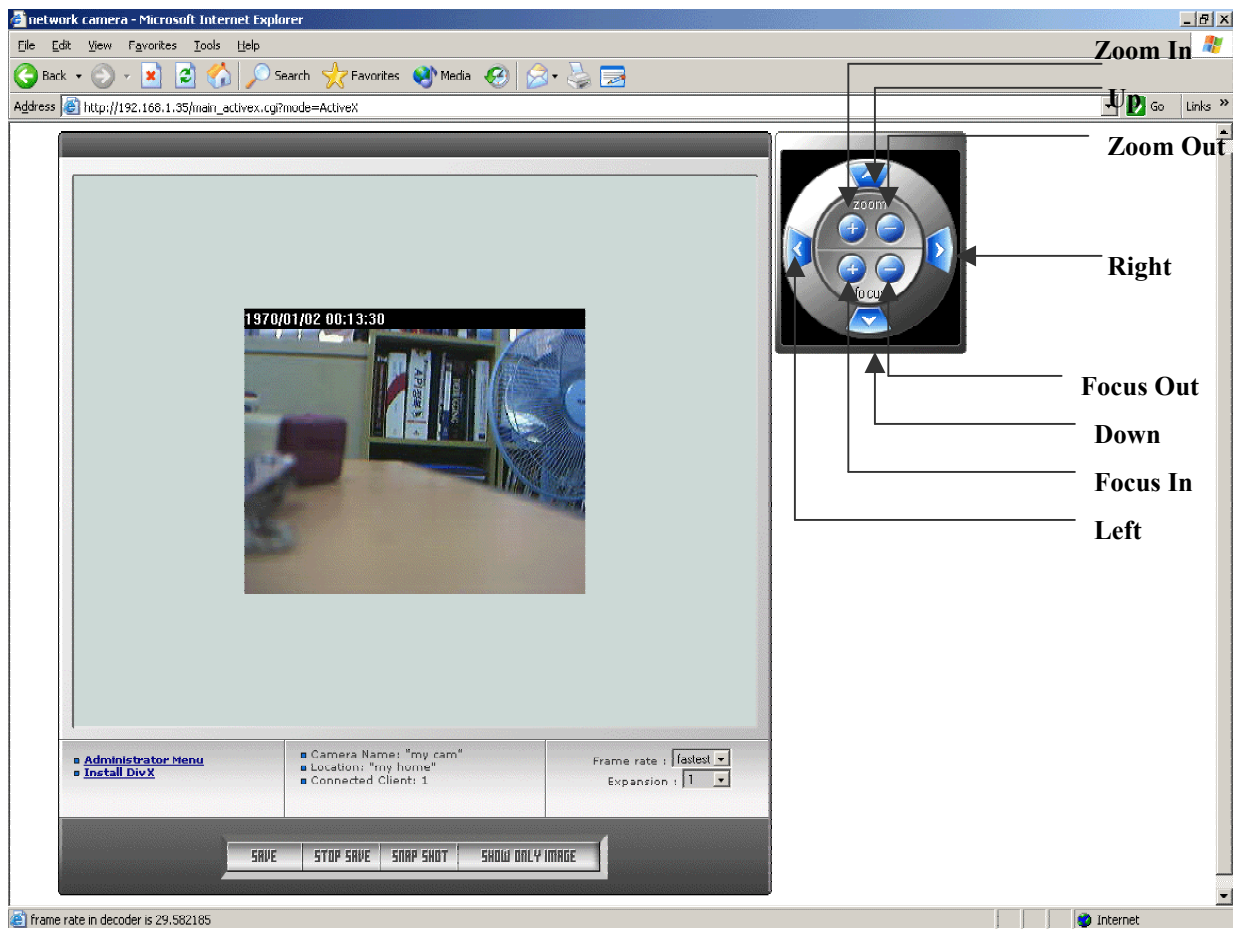 network camera - Microsoft Internet Explorer
File Edit View Favorites Tools Help
Back Search Favorites Media
Address http://192.168.1.35/main_activex.cgi?mode=ActiveX Go Links »
Zoom In
Up
Zoom Out
Right
Focus Out
Down
Focus In
Left
zoom
focus
1970/01/02 00:13:30
Administrator Menu
Install DivX
Camera Name: "my cam"
Location: "my home"
Connected Client: 1
Frame rate : fastest
Expansion : 1
SAVE STOP SAVE SNAP SHOT SHOW ONLY IMAGE
frame rate in decoder is 29.582185 Internet